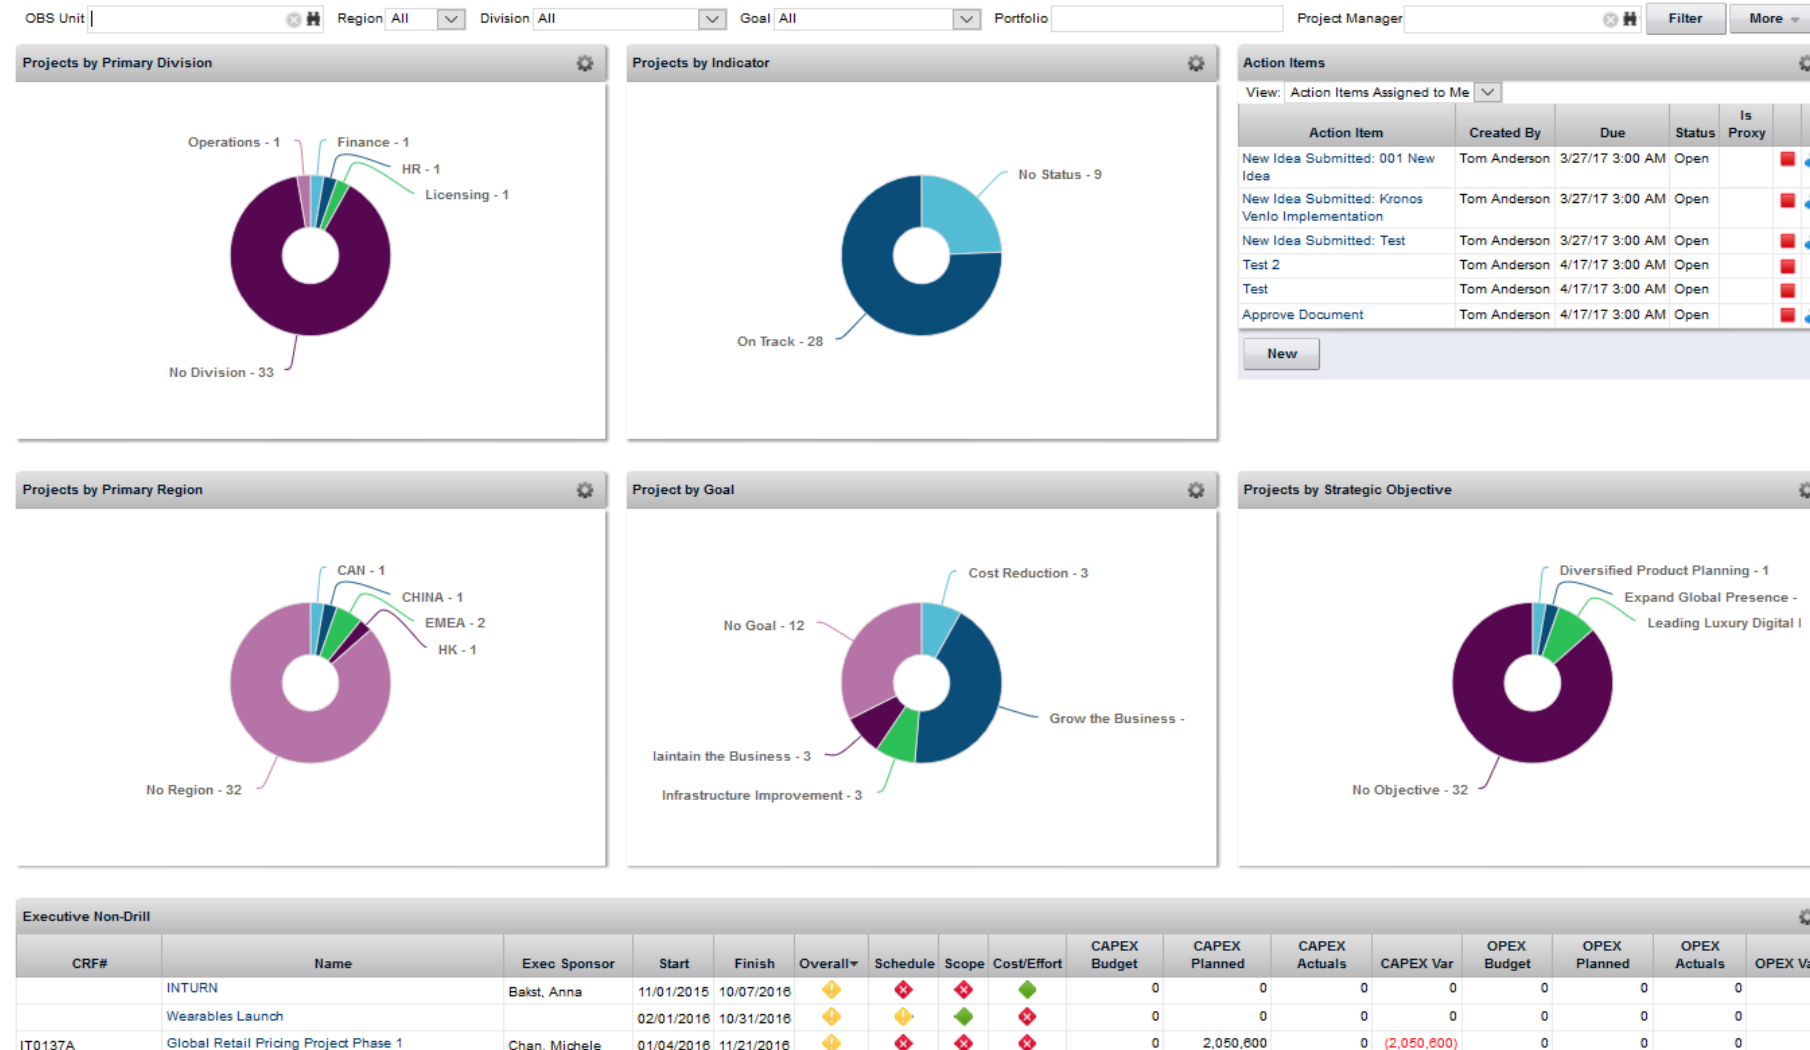 OBS Unit Region All Division All Goal All Portfolio Project Manager Filter More
Projects by Primary Division
Operations - 1
Finance - 1
HR - 1
Licensing - 1
No Division - 33
Projects by Indicator
No Status - 9
On Track - 28
Action Items
View: Action Items Assigned to Me
Action Item Created By Due Status Is Proxy
New Idea Submitted: 001 New Idea Tom Anderson 3/27/17 3:00 AM Open
New Idea Submitted: Kronos Venlo Implementation Tom Anderson 3/27/17 3:00 AM Open
New Idea Submitted: Test Tom Anderson 3/27/17 3:00 AM Open
Test 2 Tom Anderson 4/17/17 3:00 AM Open
Test Tom Anderson 4/17/17 3:00 AM Open
Approve Document Tom Anderson 4/17/17 3:00 AM Open
New
Projects by Primary Region
CAN - 1
CHINA - 1
EMEA - 2
HK - 1
No Region - 32
Project by Goal
Cost Reduction - 3
No Goal - 12
Grow the Business -
laintain the Business - 3
Infrastructure Improvement - 3
Projects by Strategic Objective
Diversified Product Planning - 1
Expand Global Presence -
Leading Luxury Digital
No Objective - 32
Executive Non-Drill
CRF# Name Exec Sponsor Start Finish Overall Schedule Scope Cost/Effort CAPEX Budget CAPEX Planned CAPEX Actuals CAPEX Var OPEX Budget OPEX Planned OPEX Actuals OPEX Va
INTURN Bakst, Anna 11/01/2015 10/07/2016 0 0 0 0 0 0 0
Wearables Launch 02/01/2016 10/31/2016 0 0 0 0 0 0 0
IT0137A Global Retail Pricing Project Phase 1 Chan, Michele 01/04/2016 11/21/2016 0 2,050,600 0 (2,050,600) 0 0 0